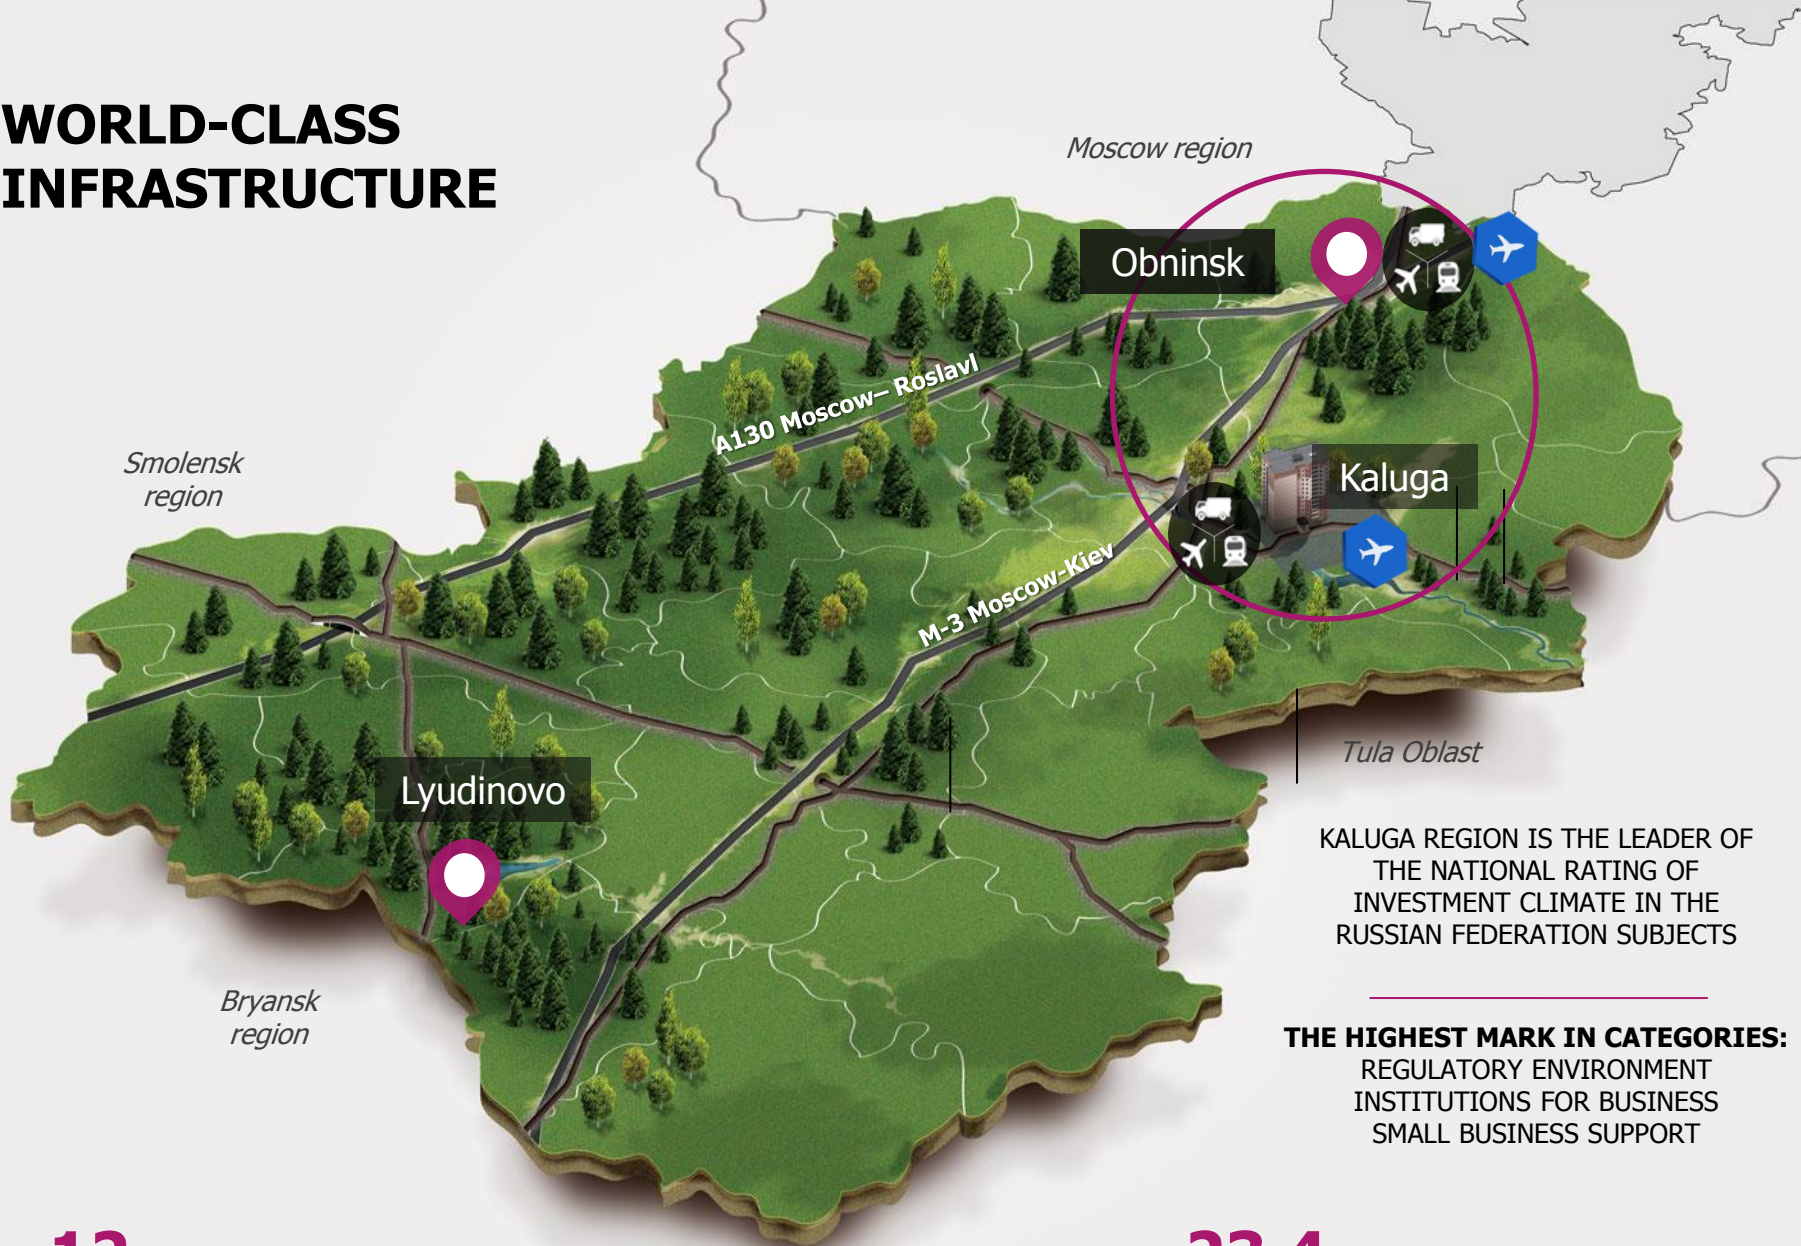 WORLD-CLASS
INFRASTRUCTURE
Moscow region
Obninsk
A130 Moscow– Roslavl
Smolensk
region
Kaluga
M-3 Moscow-Kiev
Tula Oblast
Lyudinovo
KALUGA REGION IS THE LEADER OF
THE NATIONAL RATING OF
INVESTMENT CLIMATE IN THE
RUSSIAN FEDERATION SUBJECTS
Bryansk
region
THE HIGHEST MARK IN CATEGORIES:
REGULATORY ENVIRONMENT
INSTITUTIONS FOR BUSINESS
SMALL BUSINESS SUPPORT